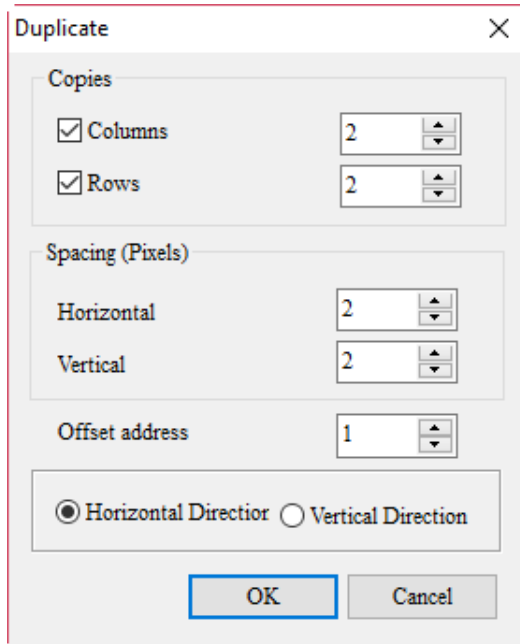 Duplicate
Copies
Columns 2
Rows 2
Spacing (Pixels)
Horizontal 2
Vertical 2
Offset address 1
Horizontal Directior Vertical Direction
OK Cancel